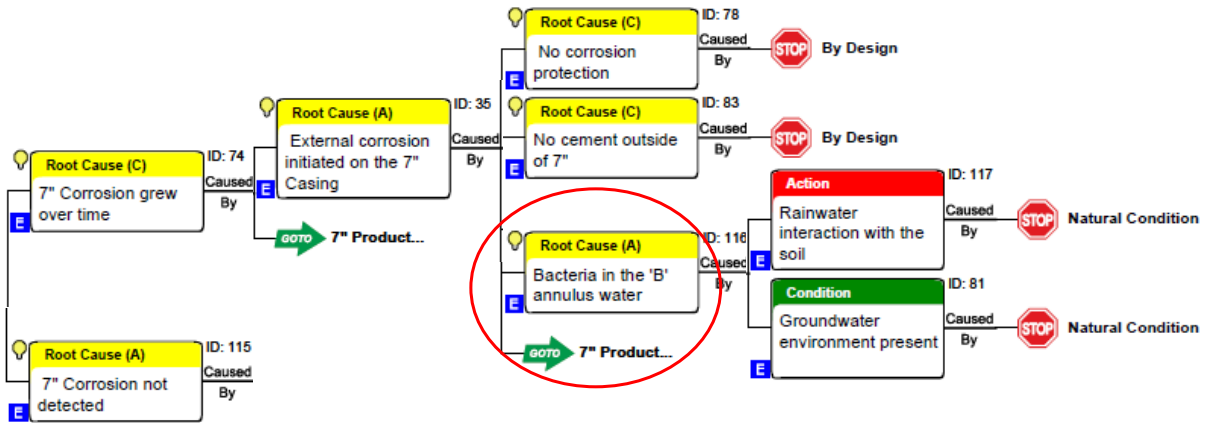 Root Cause (C)
ID: 78
No corrosion
protection
E
Caused
By
STOP
By Design
Root Cause (C)
ID: 83
No cement outside
of 7"
E
Caused
By
STOP
By Design
Root Cause (A)
ID: 35
External corrosion
initiated on the 7"
Casing
E
Caused
By
Root Cause (C)
ID: 74
7" Corrosion grew
over time
E
Caused
By
GOTO
7" Product...
Root Cause (A)
ID: 116
Bacteria in the 'B'
annulus water
E
Caused
By
GOTO
7" Product...
Action
ID: 117
Rainwater
interaction with the
soil
E
Caused
By
STOP
Natural Condition
Condition
ID: 81
Groundwater
environment present
E
Caused
By
STOP
Natural Condition
Root Cause (A)
ID: 115
7" Corrosion not
detected
E
Caused
By